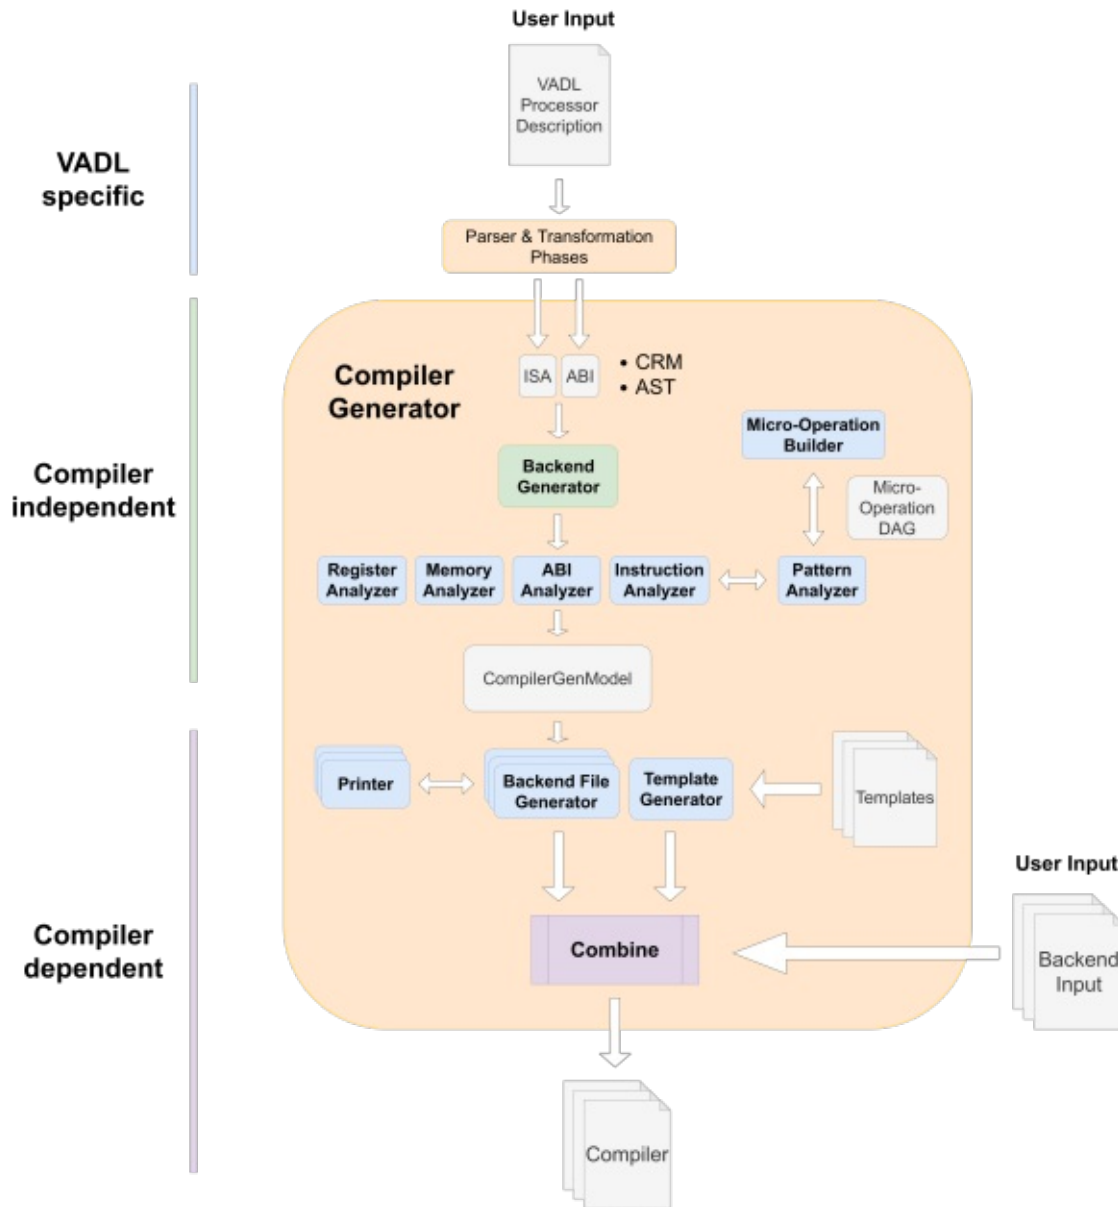 User Input
VADL
Processor
Description
VADL
specific
Parser & Transformation
Phases
Compiler
Generator
ISA
ABI
• CRM
• AST
Micro-Operation
Builder
Backend
Generator
Micro-
Operation
DAG
Compiler
independent
Register
Analyzer
Memory
Analyzer
ABI
Analyzer
Instruction
Analyzer
Pattern
Analyzer
CompilerGenModel
Printer
Backend File
Generator
Template
Generator
Templates
User Input
Compiler
dependent
Combine
Backend
Input
Compiler